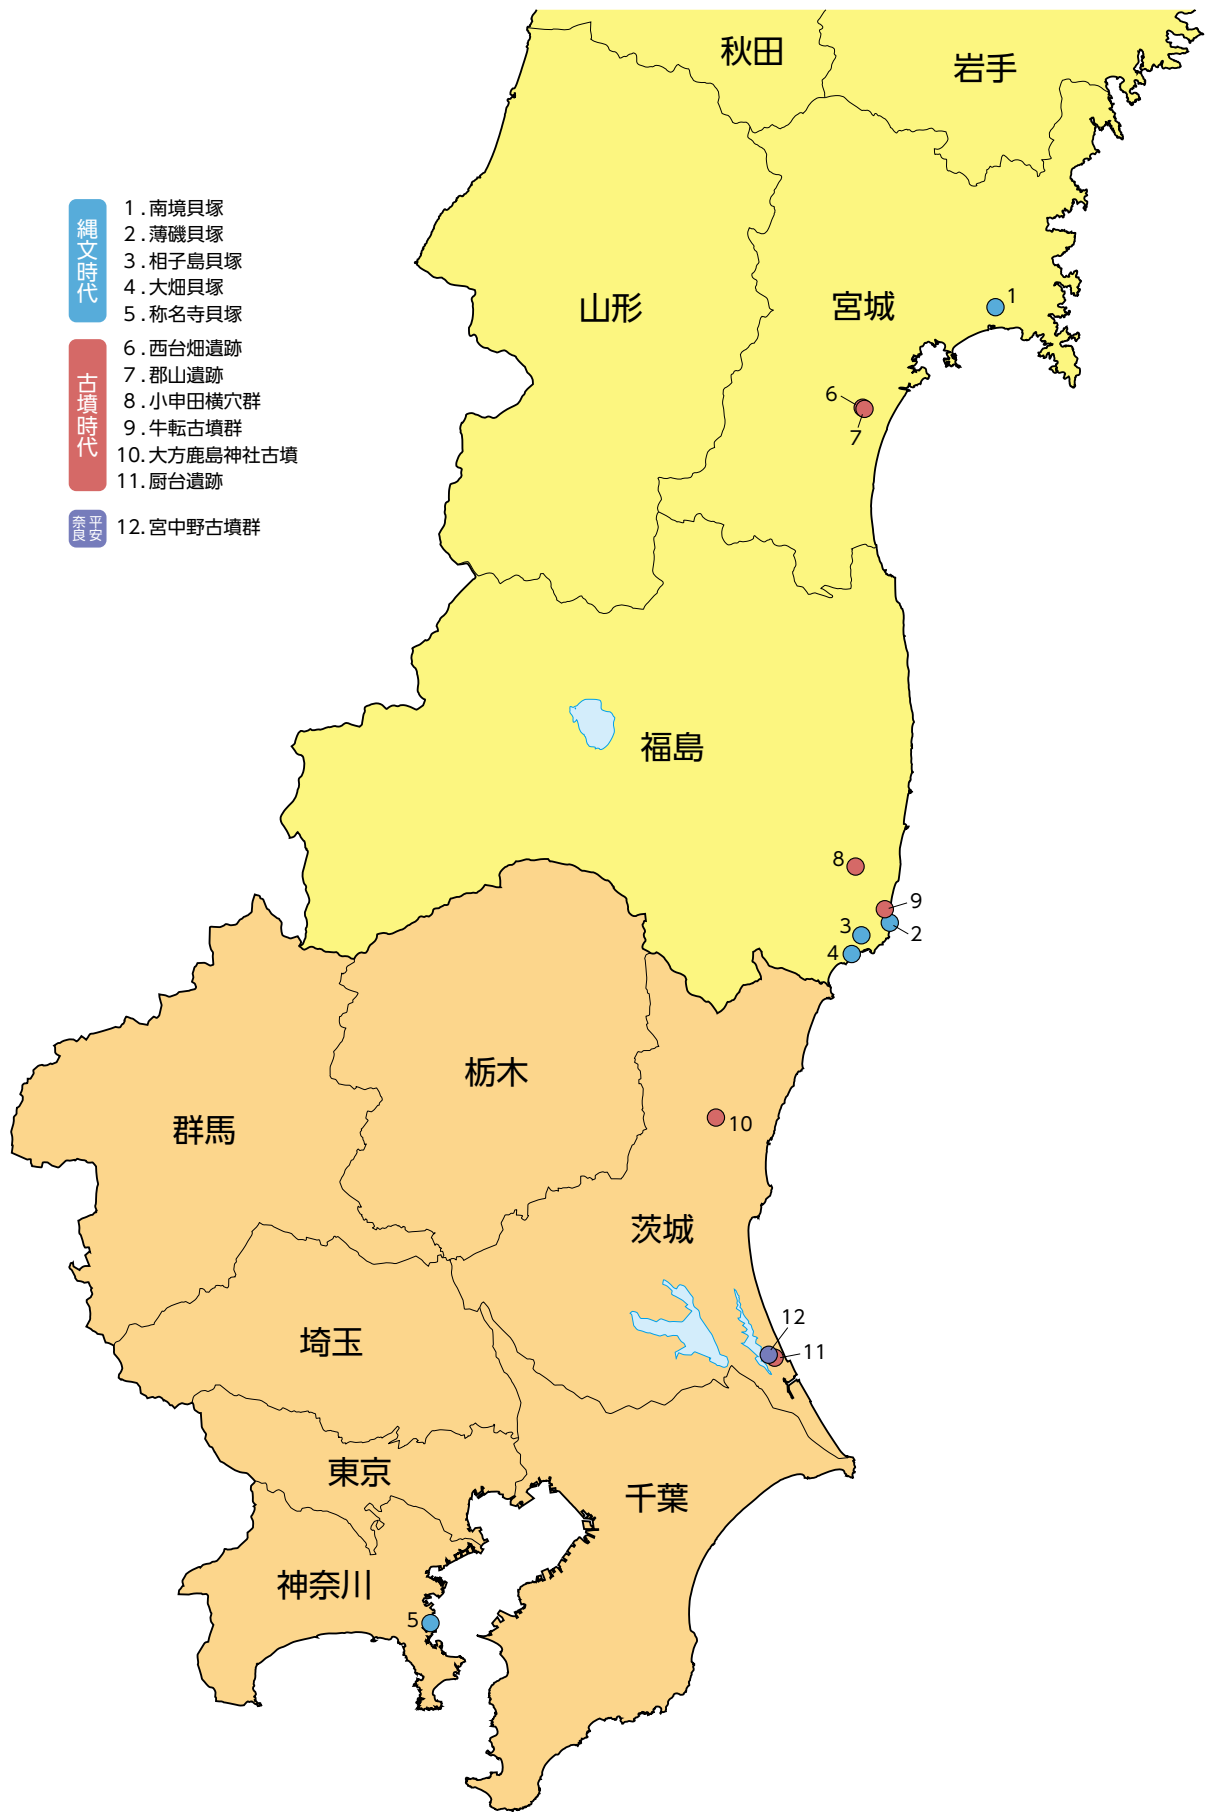 秋田
岩手
縄文時代
1.南境貝塚
2.薄磯貝塚
3.相子島貝塚
4.大畑貝塚
5.称名寺貝塚
古墳時代
6.西台畑遺跡
7.郡山遺跡
8.小申田横穴群
9.牛転古墳群
10.大方鹿島神社古墳
11.厨台遺跡
奈良
平安
12.宮中野古墳群
山形
宮城
1
6
7
福島
8
9
3
2
4
栃木
群馬
10
茨城
12
11
埼玉
東京
千葉
神奈川
5